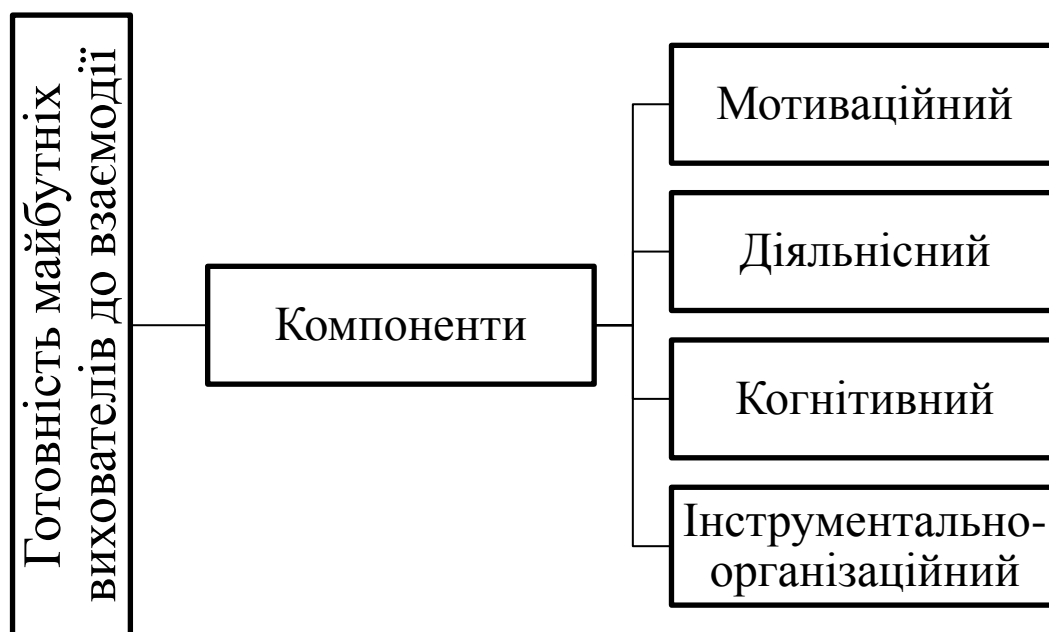 Готовність майбутніх
вихователів до взаємодії
Компоненти
Мотиваційний
Діяльнісний
Когнітивний
Інструментально-
організаційний